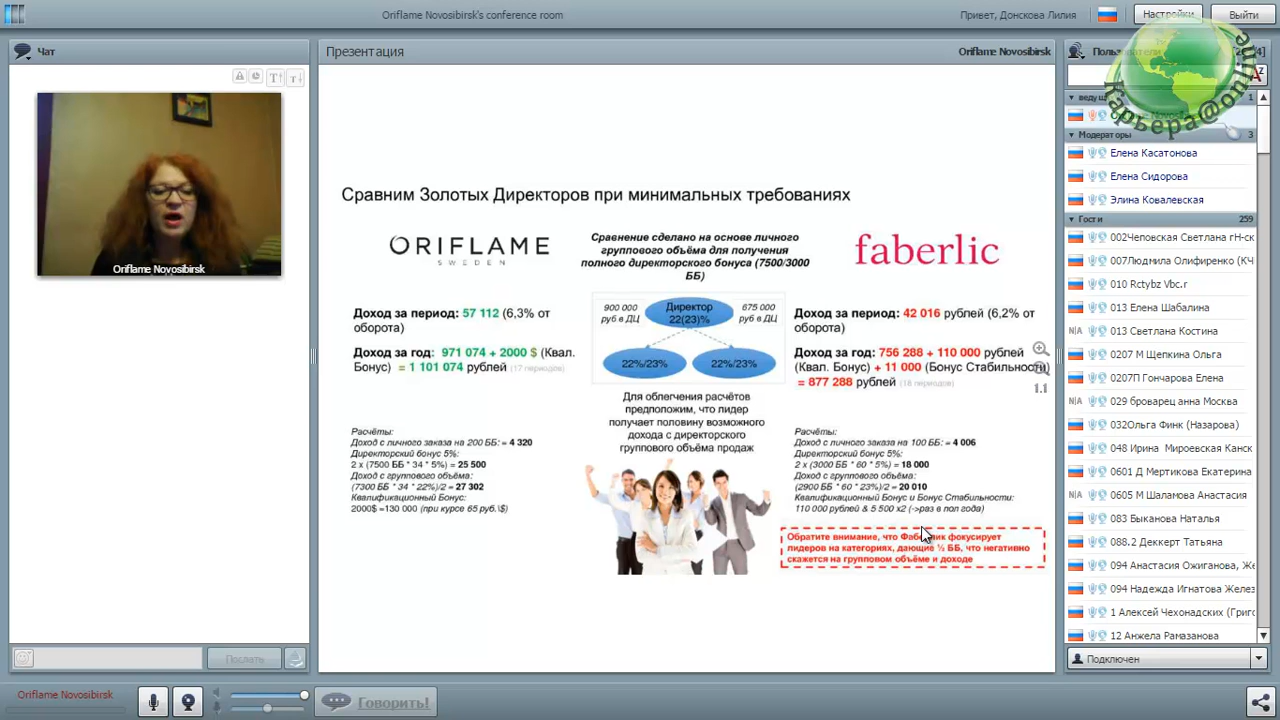 Oriflame Novosibirsk's conference room
Привет, Донскова Лилия
Настройки
Выйти
Чат
Презентация
Oriflame Novosibirsk
Oriflame Novosibirsk
Сравним Золотых Директоров при минимальных требованиях
ORIFLAME
SWEDEN
Доход за период: 57 112 (6,3% от
оборота)
Доход за год: 971 074 + 2000 $ (Квал.
Бонус) = 1 101 074 рублей (17 периодов)
Расчёты:
Доход с личного заказа на 200 ББ: = 4 320
Директорский бонус 5%:
2 x (7500 ББ * 34 * 5%) = 25 500
Доход с группового объёма:
(7300 ББ * 34 * 22%)/2 = 27 302
Квалификационный Бонус:
2000$ =130 000 (при курсе 65 руб.\$)
Сравнение сделано на основе личного
группового объёма для получения
полного директорского бонуса (7500/3000
ББ)
900 000
руб в ДЦ
Директор
22(23)%
675 000
руб в ДЦ
22%/23%
22%/23%
Для облегчения расчётов
предположим, что лидер
получает половину возможного
дохода с директорского
группового объёма продаж
faberlic
Доход за период: 42 016 рублей (6,2% от
оборота)
Доход за год: 756 288 + 110 000 рублей
(Квал. Бонус) + 11 000 (Бонус Стабильности)
= 877 288 рублей (18 периодов)
1.1
Расчёты:
Доход с личного заказа на 100 ББ: = 4 006
Директорский бонус 5%:
2 x (3000 ББ * 60 * 5%) = 18 000
Доход с группового объёма:
(2900 ББ * 60 * 23%)/2 = 20 010
Квалификационный Бонус и Бонус Стабильности:
110 000 рублей & 5 500 x2 (->раз в пол года)
Обратите внимание, что Фаберлик фокусирует
лидеров на категориях, дающие ½ ББ, что негативно
скажется на групповом объёме и доходе
Карьера@online
Модераторы
3
Елена Касатонова
Елена Сидорова
Элина Ковалевская
Гости
259
002Чеповская Светлана гН-ск
007Людмила Олифиренко (КЧ
010 Rctybz Vbc.r
013 Елена Шабалина
N/A 013 Светлана Костина
0207 М Щепкина Ольга
0207П Гончарова Елена
N/A 029 броварец анна Москва
032Ольга Финк (Назарова)
048 Ирина Мироевская Канск
0601 Д Мертикова Екатерина
N/A 0605 М Шаламова Анастасия
083 Быканова Наталья
088.2 Деккерт Татьяна
094 Анастасия Ожиганова, Же
094 Надежда Игнатова Желез
1 Алексей Чехонадских (Григо
12 Анжела Рамазанова
Послать
Подключен
Oriflame Novosibirsk
Говорить!